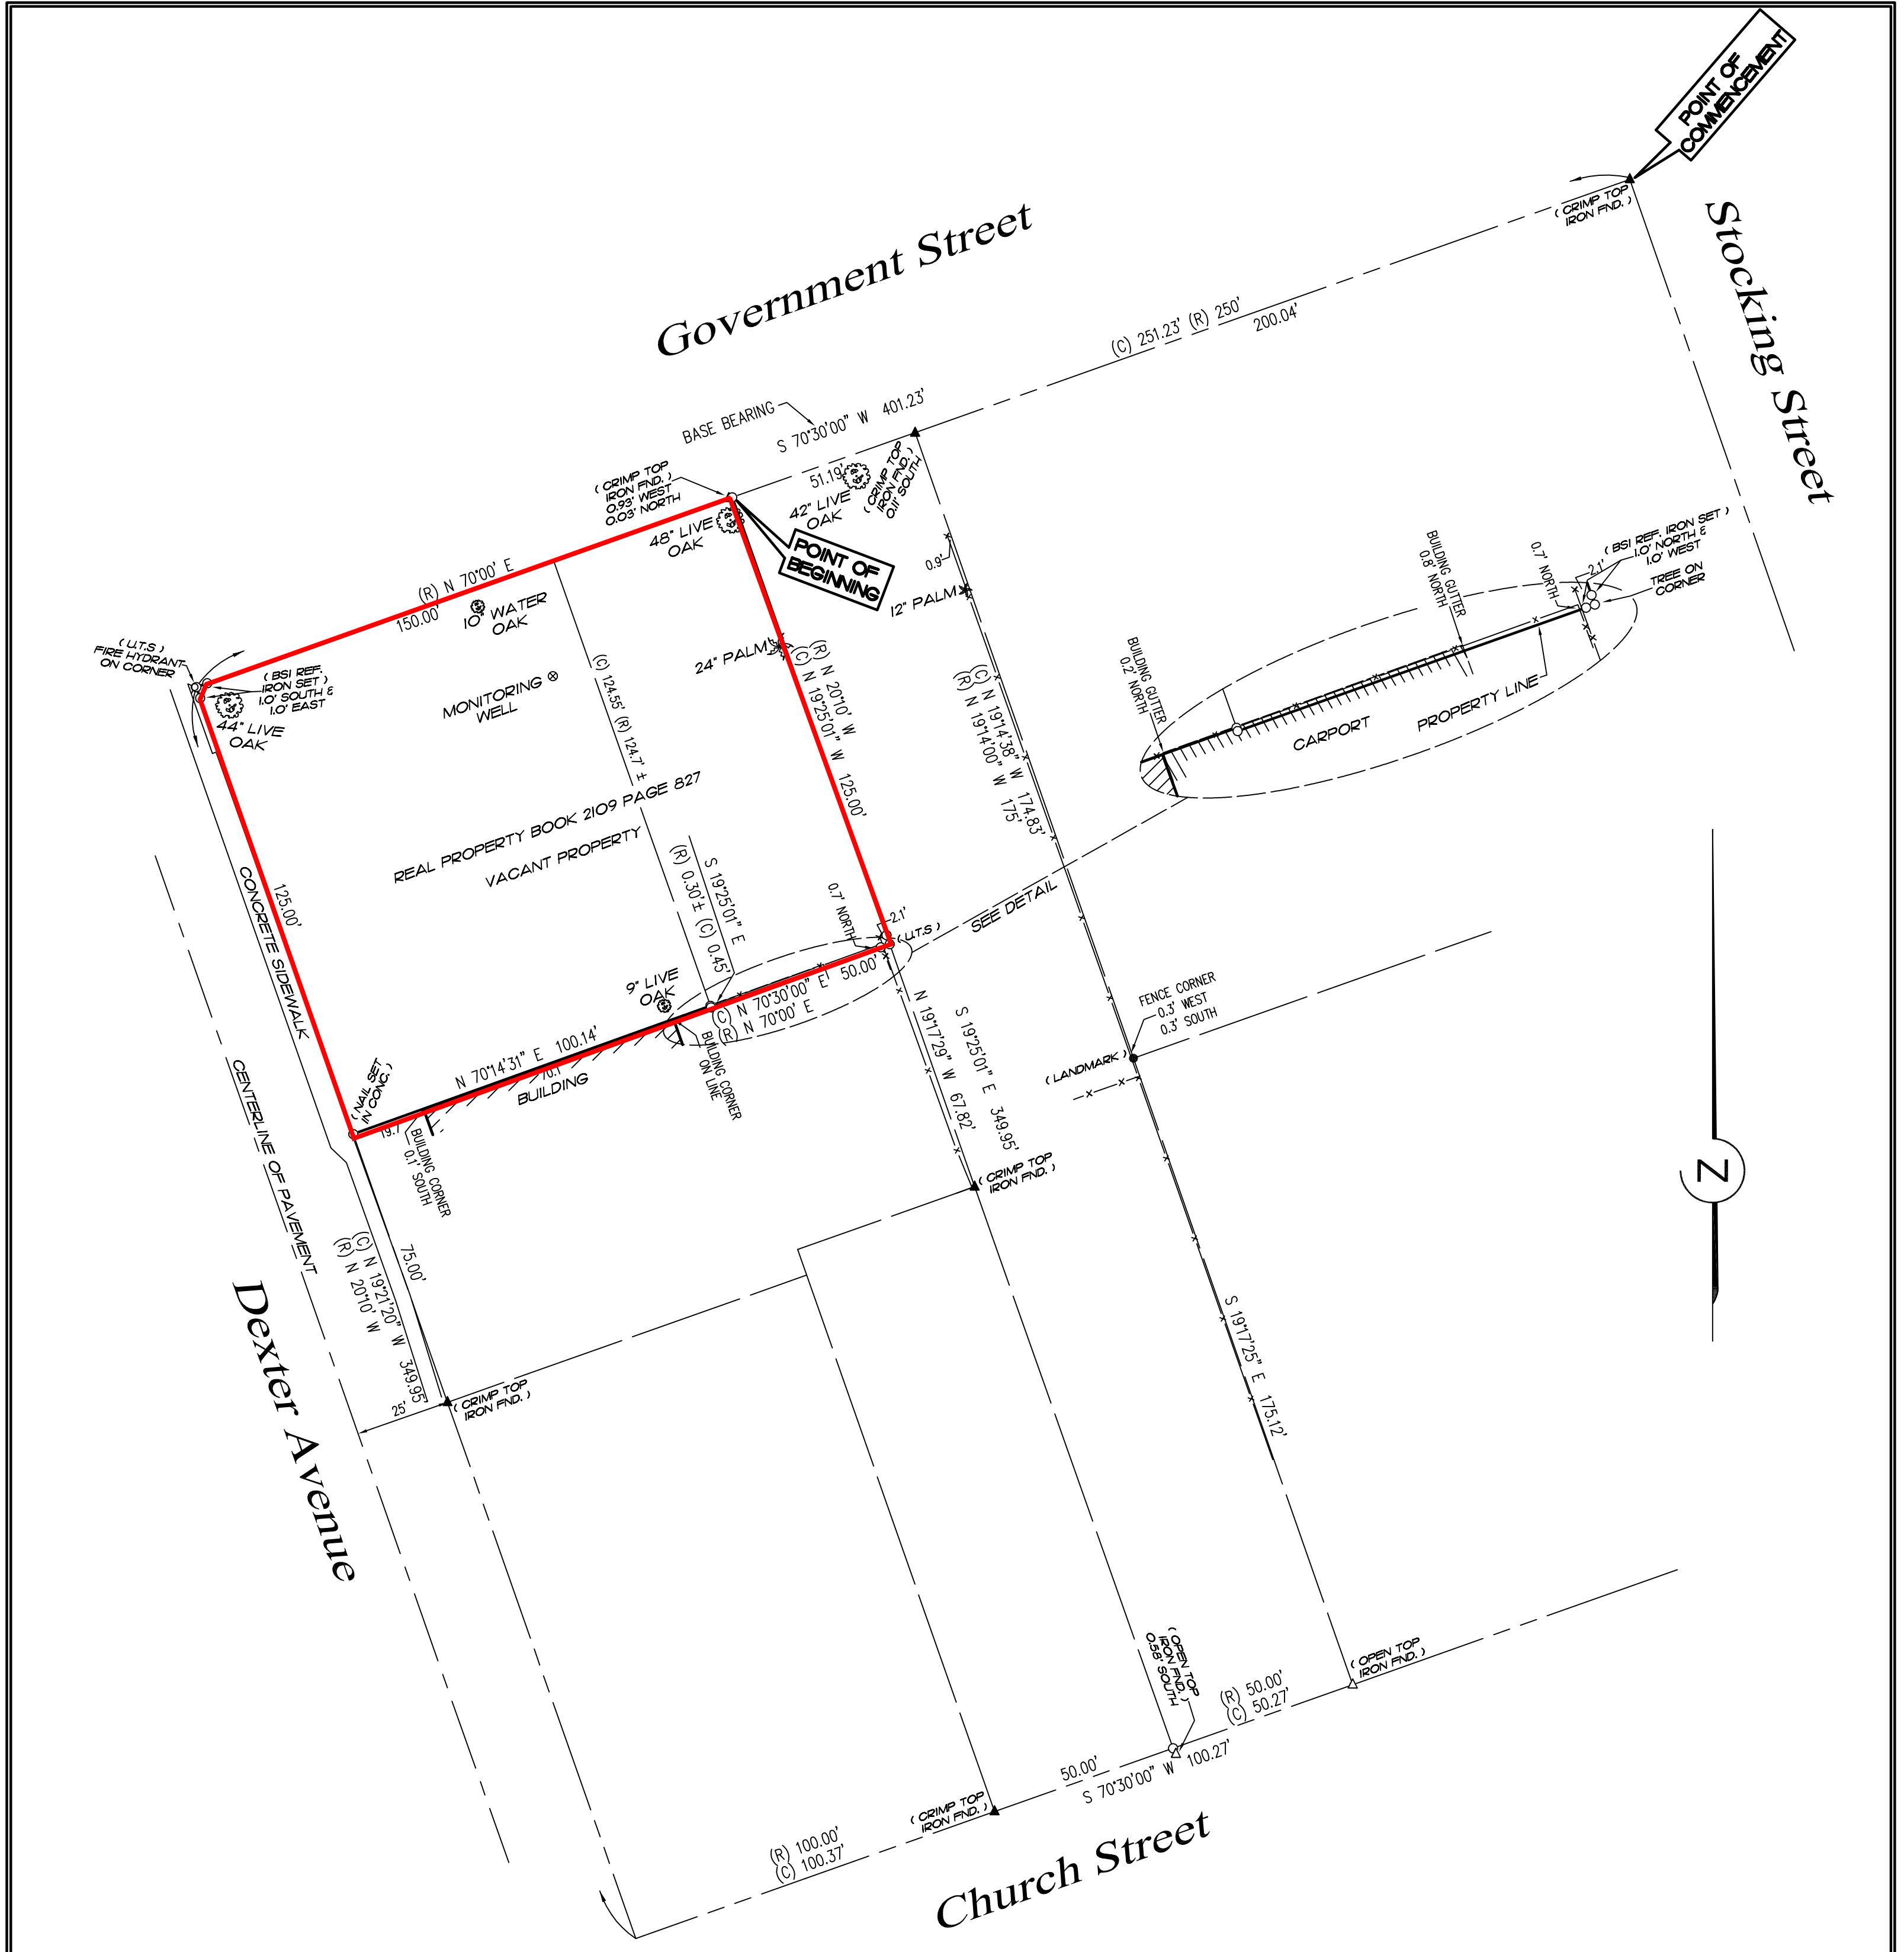 POINT OF
COMMENCEMENT
( CRIMP TOP
IRON FND. )
Stocking Street
Government Street
(C) 251.23' (R) 250'
200.04'
BASE BEARING
S 70°30'00" W 401.23'
51.19'
42" LIVE
OAK
( CRIMP TOP
IRON FND. )
0.11' SOUTH
( CRIMP TOP
IRON FND. )
0.93' WEST
0.03' NORTH
48" LIVE
OAK
POINT OF
BEGINNING
0.9'
12" PALM
24" PALM
(R) N 70°00' E
150.00'
10" WATER
OAK
( U.T.S )
FIRE HYDRANT
ON CORNER
( BSI REF.
IRON SET )
1.0' SOUTH &
1.0' EAST
44" LIVE
OAK
MONITORING
WELL
(C) 124.55' (R) 124.7' ±
(R) N 20°10' W
(C) N 19°25'01" W 125.00'
(C) N 19°14'38" W 174.83'
(R) N 19°14'00" W 175'
BUILDING GUTTER
0.8' NORTH
0.7' NORTH
2.1'
( BSI REF. IRON SET )
1.0' NORTH &
1.0' WEST
TREE ON
CORNER
BUILDING GUTTER
0.2' NORTH
CARPORT
PROPERTY LINE
REAL PROPERTY BOOK 2109 PAGE 827
VACANT PROPERTY
S 19°25'01" E
(R) 0.30'± (C) 0.45'
0.7' NORTH
2.1'
( U.T.S )
SEE DETAIL
125.00'
CONCRETE SIDEWALK
CENTERLINE OF PAVEMENT
9" LIVE
OAK
50.00'
(C) N 70°30'00" E
(R) N 70°00' E
N 70°14'31" E 100.14'
70.1'
BUILDING
BUILDING CORNER
ON LINE
( NAIL SET
IN CONC. )
19.7'
BUILDING CORNER
0.1' SOUTH
N 19°17'29" W 67.82'
S 19°25'01" E 349.95'
FENCE CORNER
0.3' WEST
0.3' SOUTH
( LANDMARK )
( CRIMP TOP
IRON FND. )
N
75.00'
(C) N 19°21'20" W 349.95'
(R) N 20°10' W
25'
( CRIMP TOP
IRON FND. )
Dexter Avenue
S 19°17'25" E 175.12'
( OPEN TOP
IRON FND. )
0.58' SOUTH
( OPEN TOP
IRON FND. )
(R) 50.00'
(C) 50.27'
50.00'
S 70°30'00" W 100.27'
( CRIMP TOP
IRON FND. )
(R) 100.00'
(C) 100.37'
Church Street